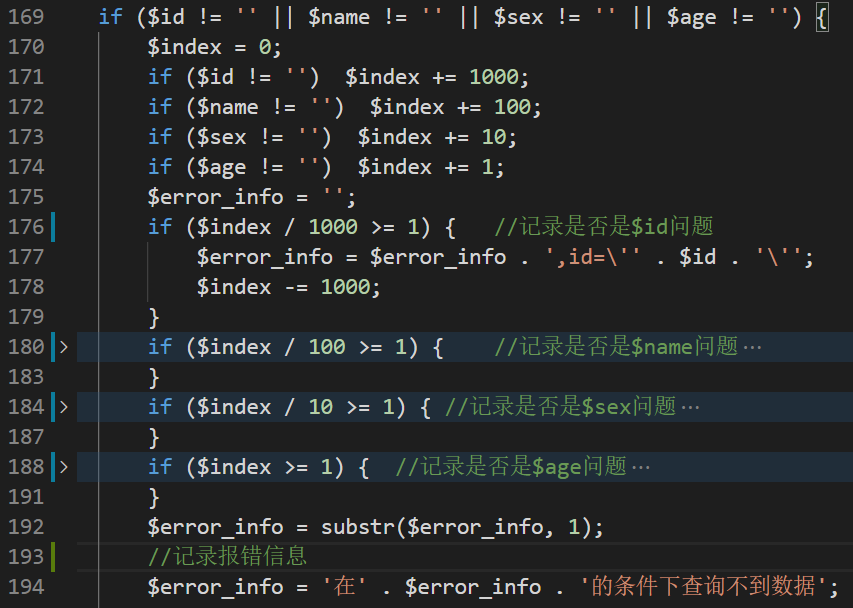 169 if ($id != '' || $name != '' || $sex != '' || $age != '') {
170 $index = 0;
171 if ($id != '')  $index += 1000;
172 if ($name != '')  $index += 100;
173 if ($sex != '')  $index += 10;
174 if ($age != '')  $index += 1;
175 $error_info = '';
176 if ($index / 1000 >= 1) {   //记录是否是$id问题
177 $error_info = $error_info . ',id=\'' . $id . '\'';
178 $index -= 1000;
179 }
180 if ($index / 100 >= 1) {    //记录是否是$name问题…
183 }
184 if ($index / 10 >= 1) { //记录是否是$sex问题…
187 }
188 if ($index >= 1) {  //记录是否是$age问题…
191 }
192 $error_info = substr($error_info, 1);
193 //记录报错信息
194 $error_info = '在' . $error_info . '的条件下查询不到数据';